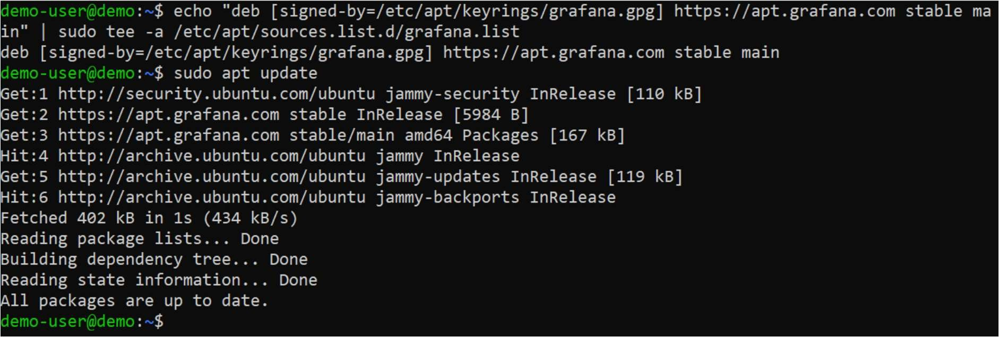 demo-user@demo:~$ echo "deb [signed-by=/etc/apt/keyrings/grafana.gpg] https://apt.grafana.com stable ma
in" | sudo tee -a /etc/apt/sources.list.d/grafana.list
deb [signed-by=/etc/apt/keyrings/grafana.gpg] https://apt.grafana.com stable main
demo-user@demo:~$ sudo apt update
Get:1 http://security.ubuntu.com/ubuntu jammy-security InRelease [110 kB]
Get:2 https://apt.grafana.com stable InRelease [5984 B]
Get:3 https://apt.grafana.com stable/main amd64 Packages [167 kB]
Hit:4 http://archive.ubuntu.com/ubuntu jammy InRelease
Get:5 http://archive.ubuntu.com/ubuntu jammy-updates InRelease [119 kB]
Hit:6 http://archive.ubuntu.com/ubuntu jammy-backports InRelease
Fetched 402 kB in 1s (434 kB/s)
Reading package lists... Done
Building dependency tree... Done
Reading state information... Done
All packages are up to date.
demo-user@demo:~$